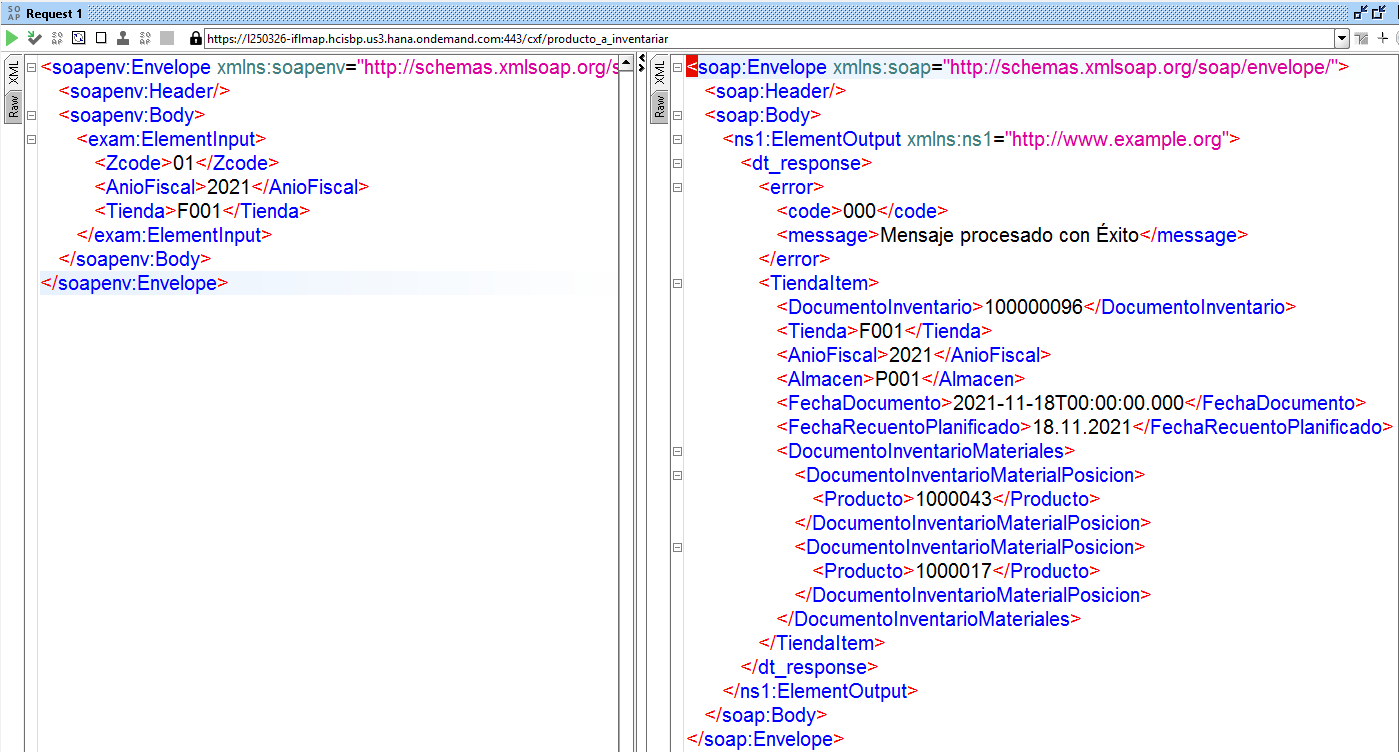 SO AP Request 1
https://l250326-iflmap.hcisbp.us3.hana.ondemand.com:443/cxf/producto_a_inventariar
XML
Raw
<soapenv:Envelope xmlns:soapenv="http://schemas.xmlsoap.org/s
<soapenv:Header/>
<soapenv:Body>
<exam:ElementInput>
<Zcode>01</Zcode>
<AnioFiscal>2021</AnioFiscal>
<Tienda>F001</Tienda>
</exam:ElementInput>
</soapenv:Body>
</soapenv:Envelope>
XML
Raw
<soap:Envelope xmlns:soap="http://schemas.xmlsoap.org/soap/envelope/">
<soap:Header/>
<soap:Body>
<ns1:ElementOutput xmlns:ns1="http://www.example.org">
<dt_response>
<error>
<code>000</code>
<message>Mensaje procesado con Éxito</message>
</error>
<TiendaItem>
<DocumentoInventario>100000096</DocumentoInventario>
<Tienda>F001</Tienda>
<AnioFiscal>2021</AnioFiscal>
<Almacen>P001</Almacen>
<FechaDocumento>2021-11-18T00:00:00.000</FechaDocumento>
<FechaRecuentoPlanificado>18.11.2021</FechaRecuentoPlanificado>
<DocumentoInventarioMateriales>
<DocumentoInventarioMaterialPosicion>
<Producto>1000043</Producto>
</DocumentoInventarioMaterialPosicion>
<DocumentoInventarioMaterialPosicion>
<Producto>1000017</Producto>
</DocumentoInventarioMaterialPosicion>
</DocumentoInventarioMateriales>
</TiendaItem>
</dt_response>
</ns1:ElementOutput>
</soap:Body>
</soap:Envelope>